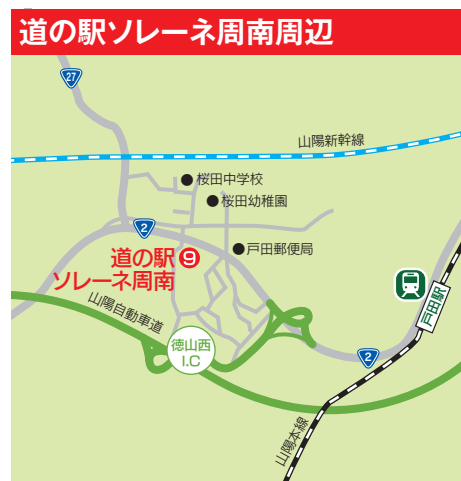 道の駅ソレーネ周南周辺
27
山陽新幹線
桜田中学校
桜田幼稚園
2
戸田郵便局
道の駅 9
ソレーネ周南
山陽自動車道
戸田駅
徳山西
I.C
2
山陽本線